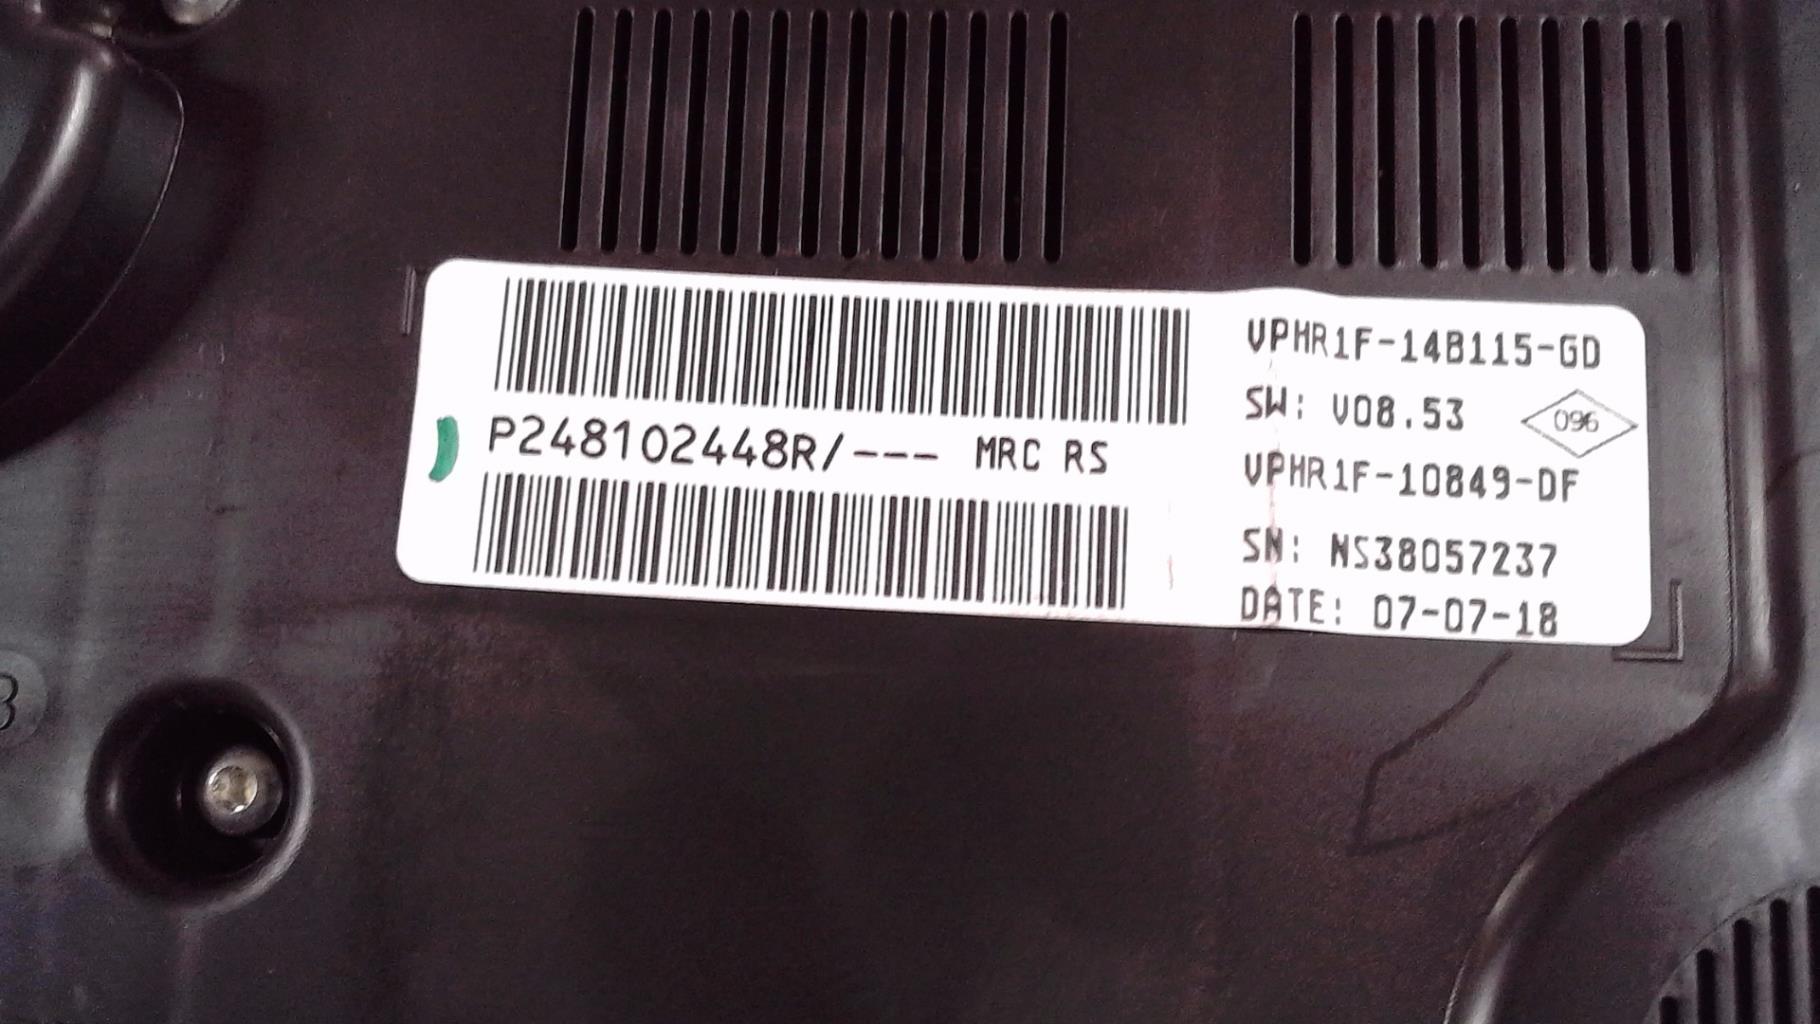 VPHR1F-14B115-GD
SW: V08.53
096
P248102448R/--- MRC RS
VPHR1F-10849-DF
SN: NS38057237
DATE: 07-07-18